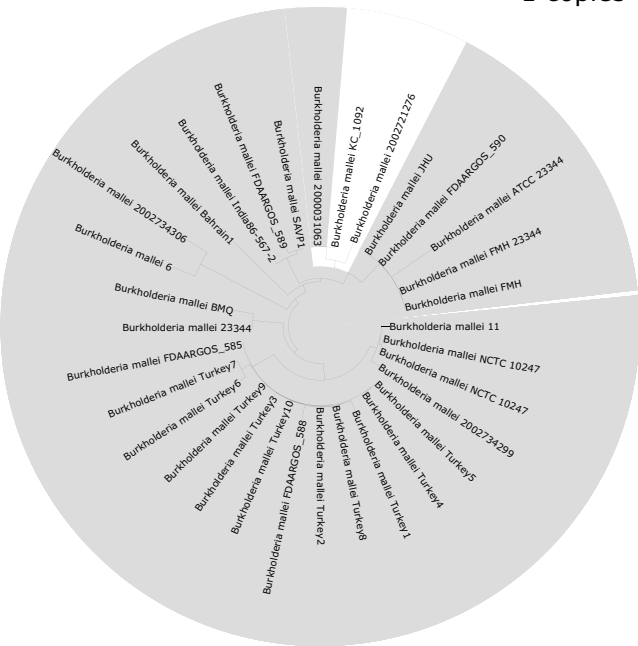 Burkholderia mallei 2000031063
Burkholderia mallei KC_1092
Burkholderia mallei 2002721276
Burkholderia mallei JHU
Burkholderia mallei FDAARGOS_590
Burkholderia mallei ATCC 23344
Burkholderia mallei FMH 23344
Burkholderia mallei FMH
Burkholderia mallei 11
Burkholderia mallei NCTC 10247
Burkholderia mallei NCTC 10247
Burkholderia mallei 2002734299
Burkholderia mallei Turkey5
Burkholderia mallei Turkey4
Burkholderia mallei Turkey1
Burkholderia mallei Turkey8
Burkholderia mallei Turkey2
Burkholderia mallei FDAARGOS_588
Burkholderia mallei Turkey10
Burkholderia mallei Turkey3
Burkholderia mallei Turkey9
Burkholderia mallei Turkey6
Burkholderia mallei Turkey7
Burkholderia mallei FDAARGOS_585
Burkholderia mallei 23344
Burkholderia mallei BMQ
Burkholderia mallei 6
Burkholderia mallei 2002734306
Burkholderia mallei Bahrain1
Burkholderia mallei India86-567-2
Burkholderia mallei FDAARGOS_589
Burkholderia mallei SAVP1